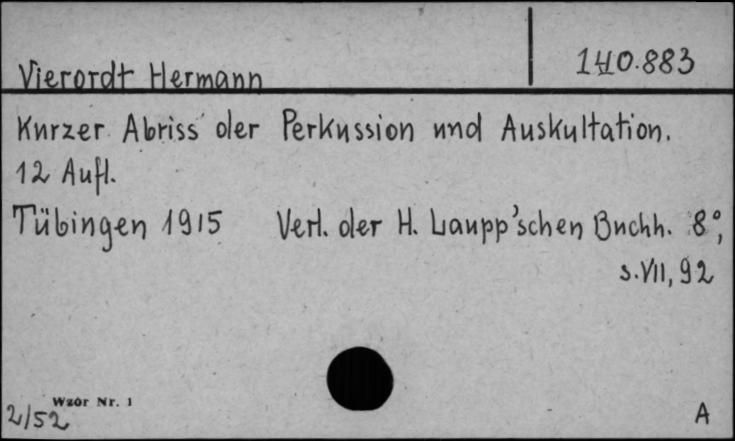 Vierordt Hermann 140.883
Kurzer Abriss der Perkussion und Auskultation.
12 Aufl.
Tübingen 1915 Verl. der H. Laupp'schen Buchh. 8°,
s. VII, 92
Wzór Nr. 1
2/52 A